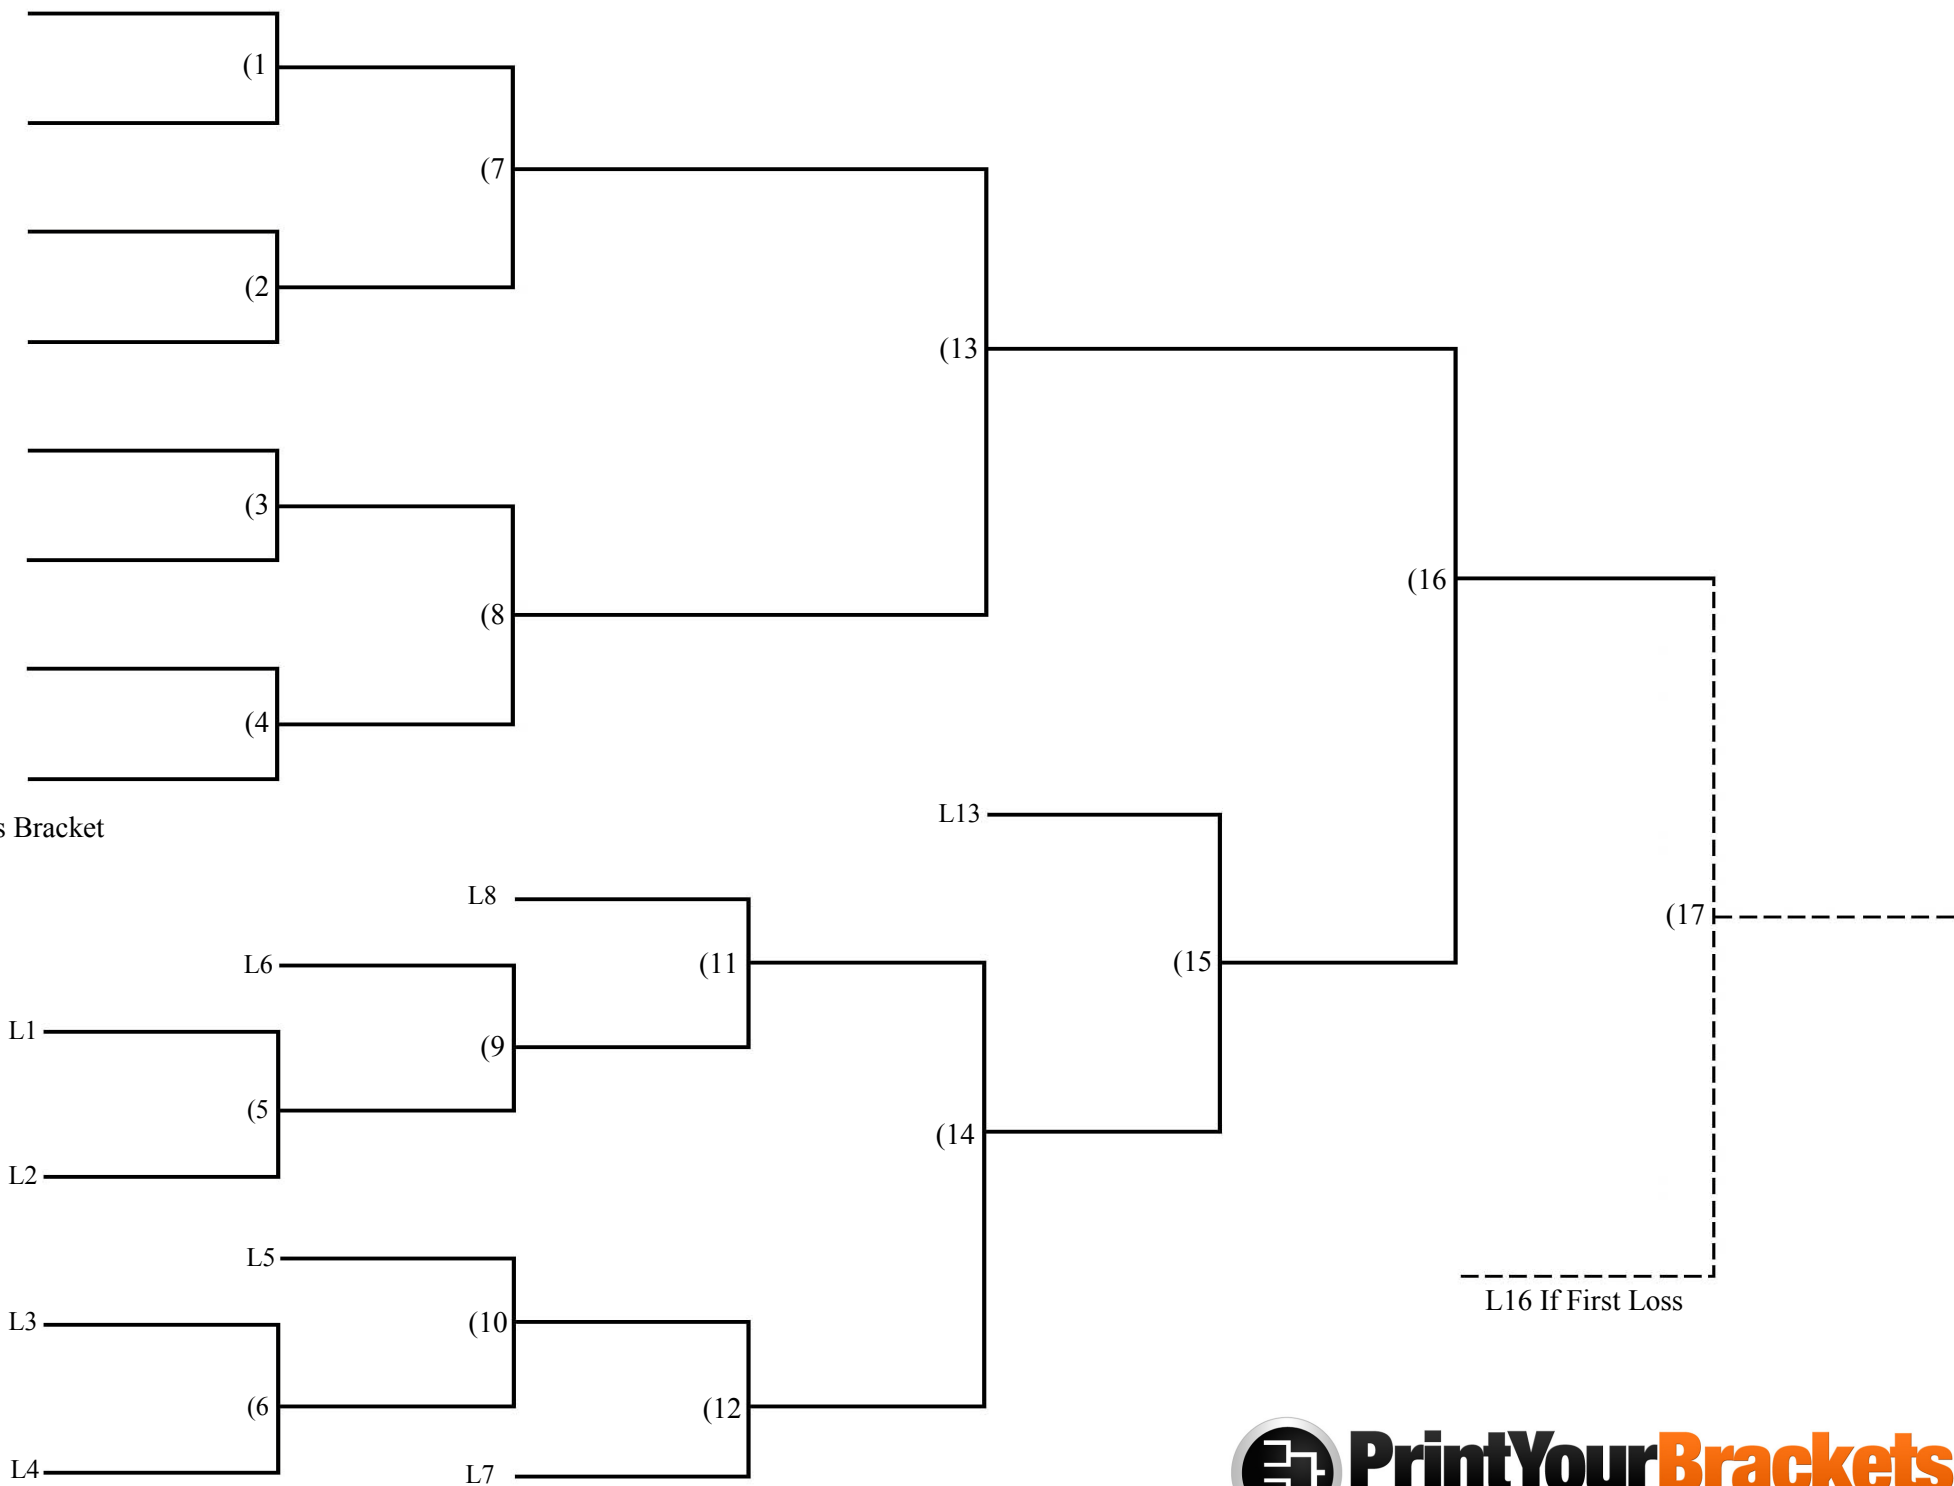 (1
(7
(2
(13
(3
(16
(8
(4
L13
s Bracket
L8
(17
L6
(11
(15
L1
(9
(5
(14
L2
L5
L16 If First Loss
L3
(10
(6
(12
L4
L7
PrintYourBrackets